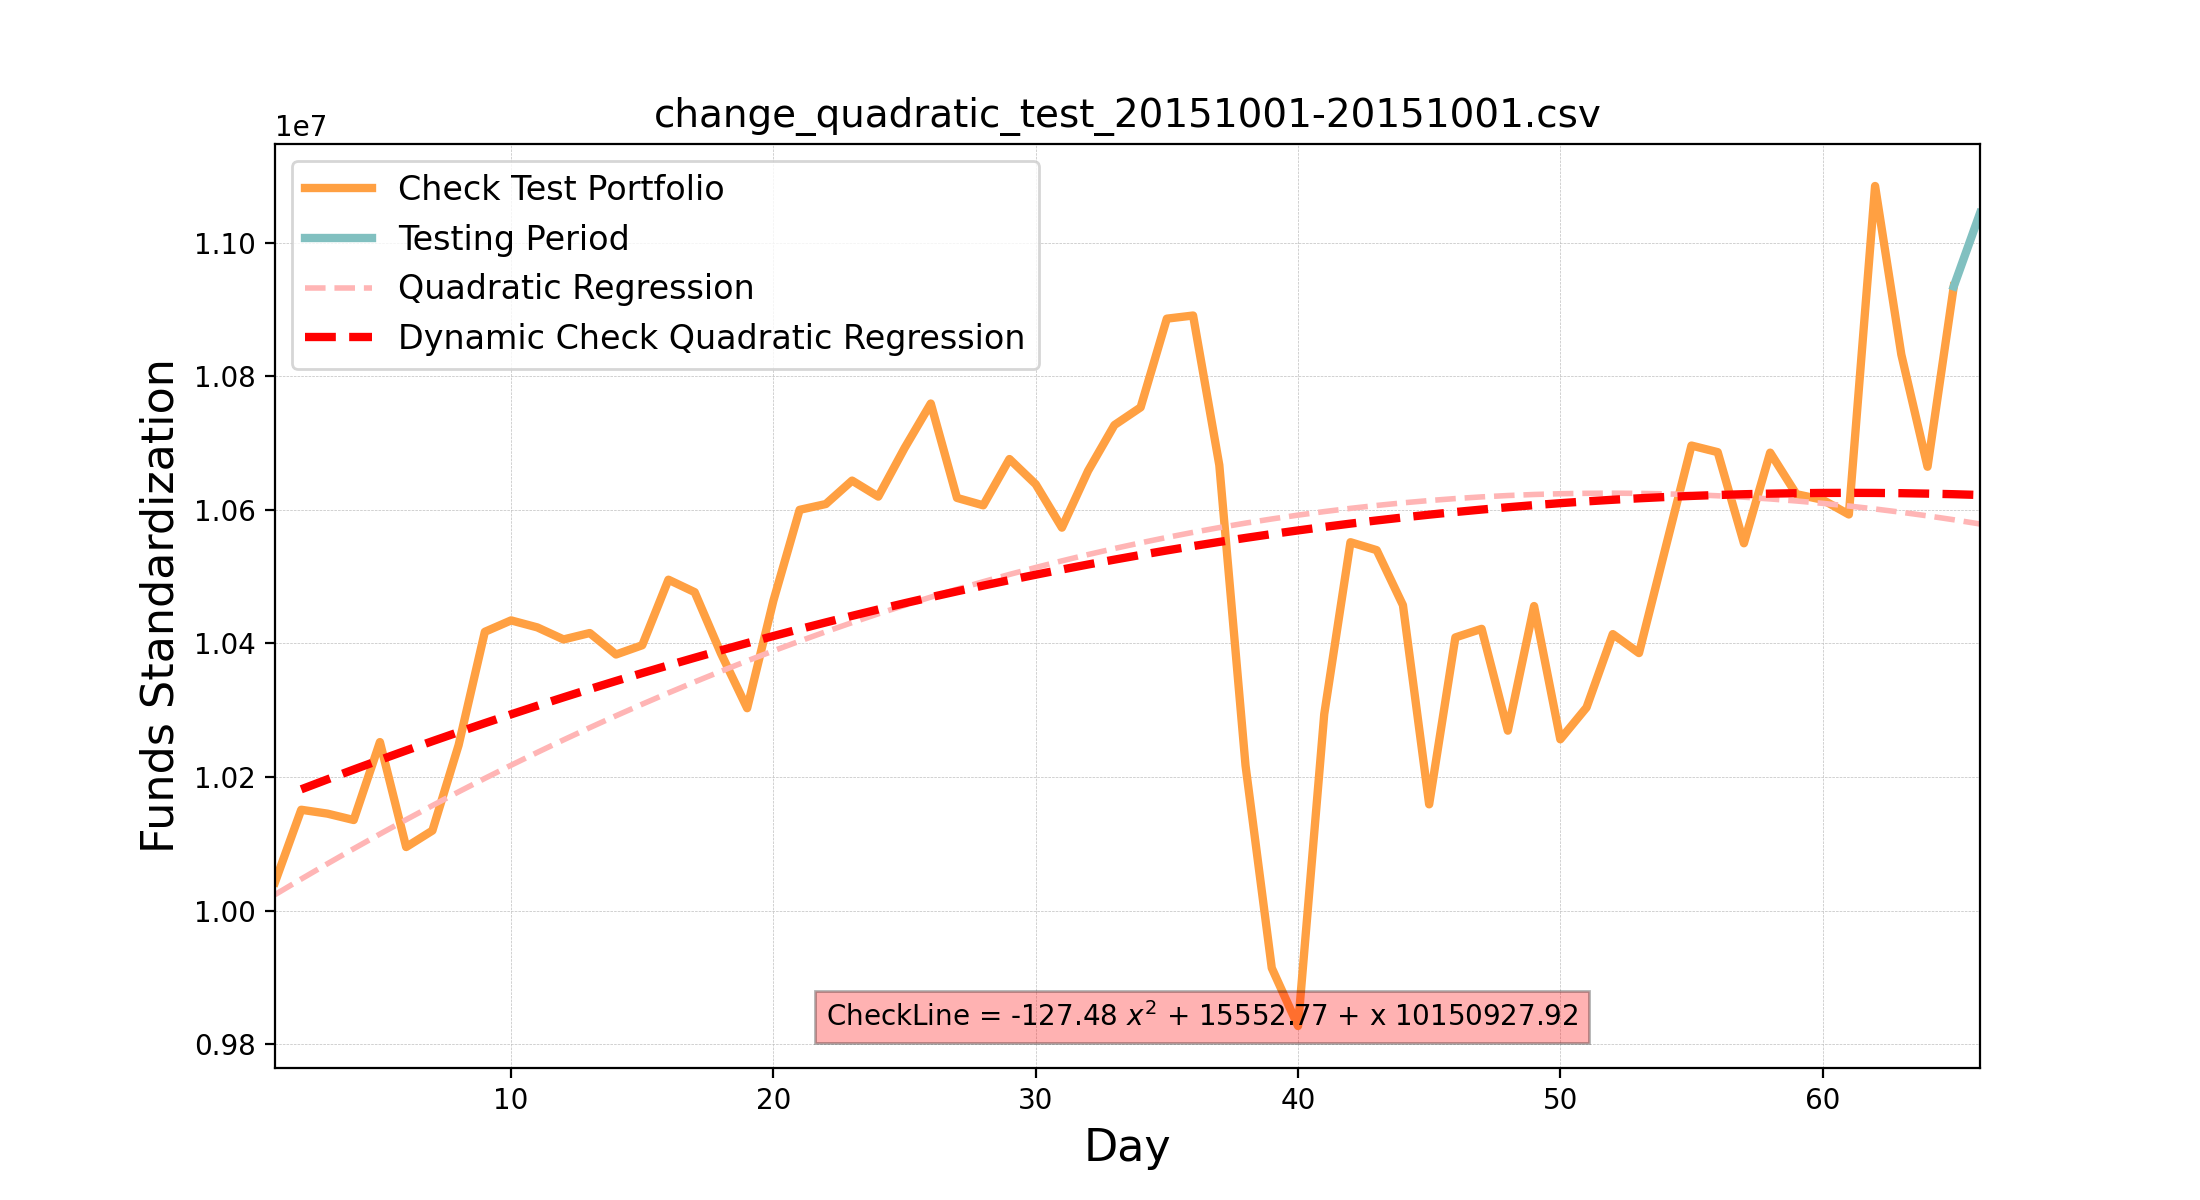 change_quadratic_test_20151001-20151001.csv
1e7
Check Test Portfolio
Testing Period
Quadratic Regression
Dynamic Check Quadratic Regression
Funds Standardization
1.10
1.08
1.06
1.04
1.02
1.00
0.98
CheckLine = -127.48 x² + 15552.77 + x 10150927.92
10 20 30 40 50 60
Day